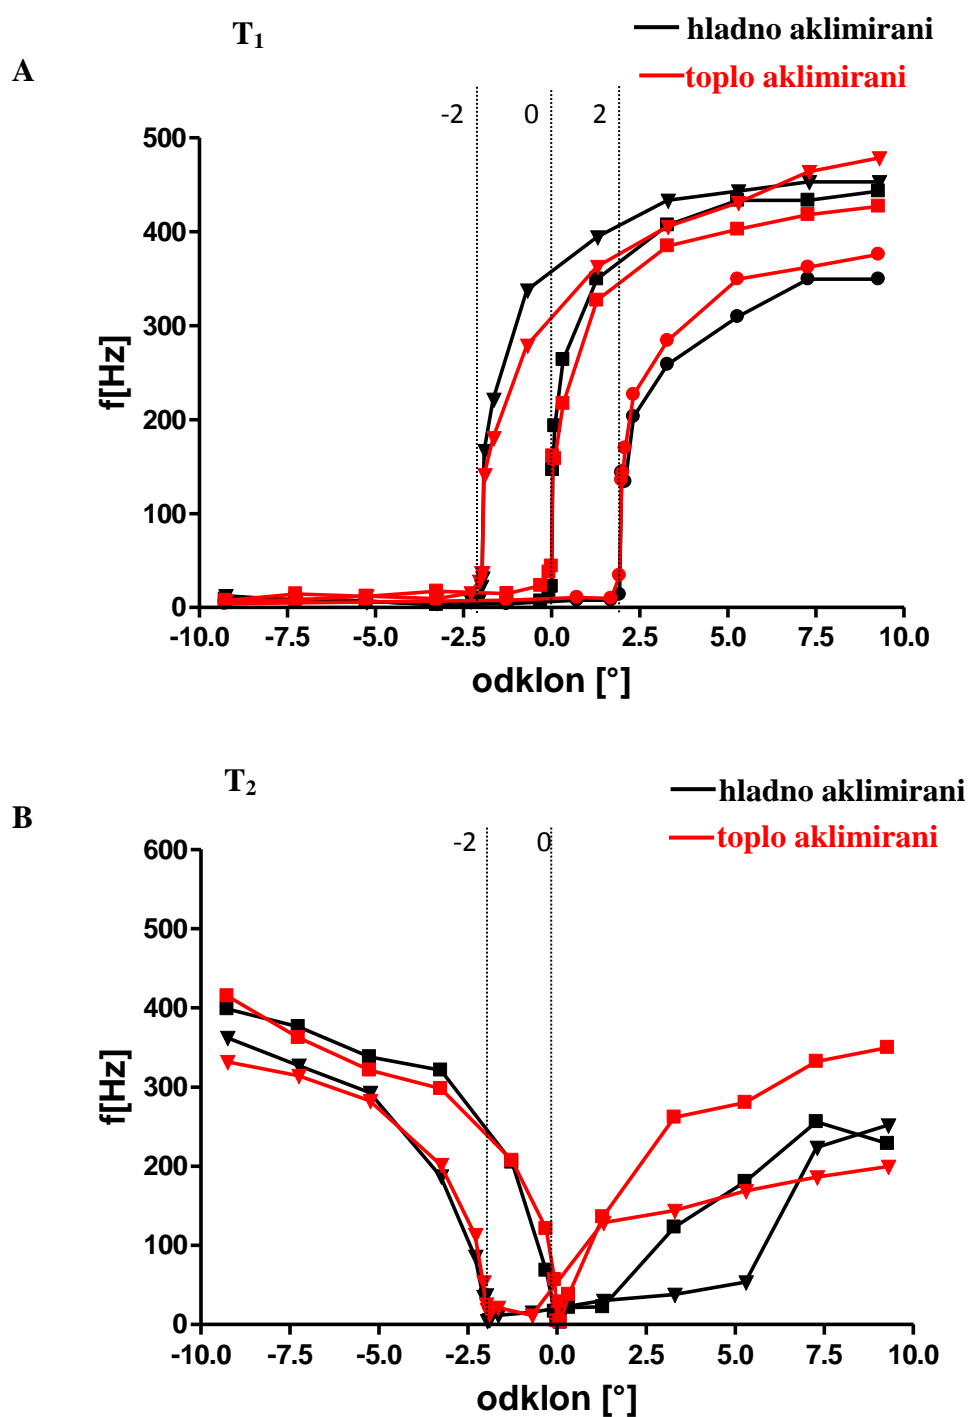 T1
hladno aklimirani
A
toplo aklimirani
-2 0 2
500
400
300
200
100
0
f[Hz]
-10.0 -7.5 -5.0 -2.5 0.0 2.5 5.0 7.5 10.0
odklon [°]
T2
hladno aklimirani
B
toplo aklimirani
-2 0
600
500
400
300
200
100
0
f[Hz]
-10.0 -7.5 -5.0 -2.5 0.0 2.5 5.0 7.5 10.0
odklon [°]